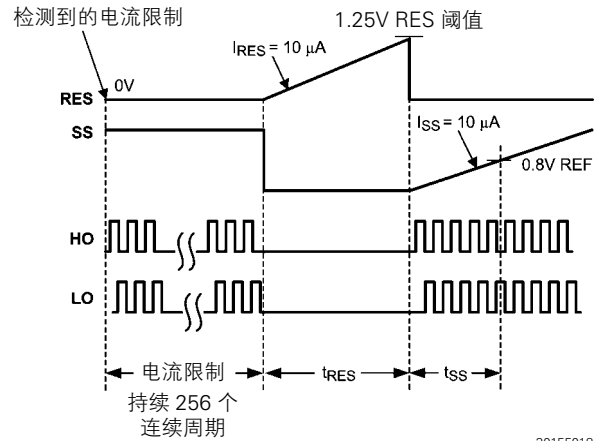 检测到的电流限制
1.25V RES 阈值
IRES = 10 μA
0V
RES
SS
ISS = 10 μA
0.8V REF
HO
LO
电流限制
tRES
tSS
持续 256 个
连续周期